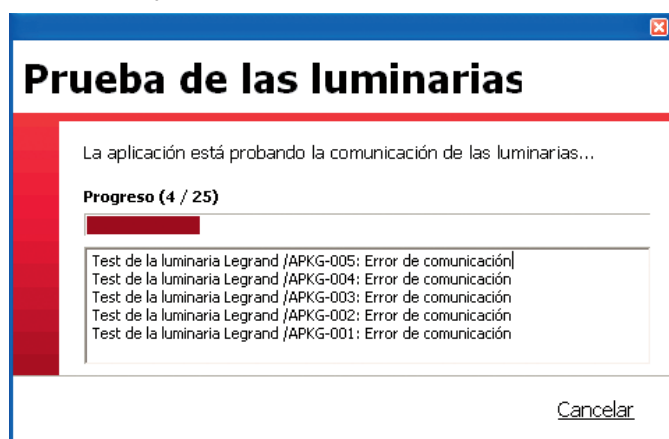 Prueba de las luminarias
La aplicación está probando la comunicación de las luminarias...
Progreso (4 / 25)
Test de la luminaria Legrand /APKG-005: Error de comunicación
Test de la luminaria Legrand /APKG-004: Error de comunicación
Test de la luminaria Legrand /APKG-003: Error de comunicación
Test de la luminaria Legrand /APKG-002: Error de comunicación
Test de la luminaria Legrand /APKG-001: Error de comunicación
Cancelar